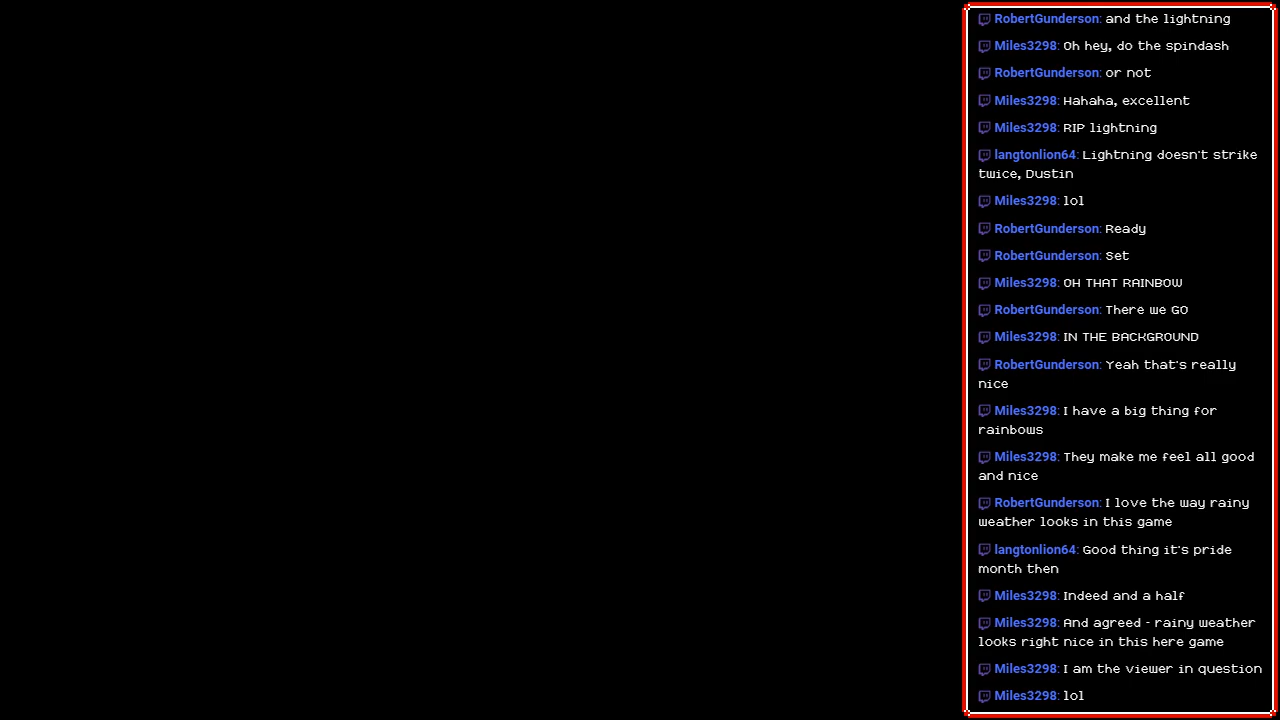 RobertGunderson: and the lightning
Miles3298: Oh hey, do the spindash
RobertGunderson: or not
Miles3298: Hahaha, excellent
Miles3298: RIP lightning
langtonlion64: Lightning doesn't strike
twice, Dustin
Miles3298: lol
RobertGunderson: Ready
RobertGunderson: Set
Miles3298: OH THAT RAINBOW
RobertGunderson: There we GO
Miles3298: IN THE BACKGROUND
RobertGunderson: Yeah that's really
nice
Miles3298: I have a big thing for
rainbows
Miles3298: They make me feel all good
and nice
RobertGunderson: I love the way rainy
weather looks in this game
langtonlion64: Good thing it's pride
month then
Miles3298: Indeed and a half
Miles3298: And agreed - rainy weather
looks right nice in this here game
Miles3298: I am the viewer in question
Miles3298: lol